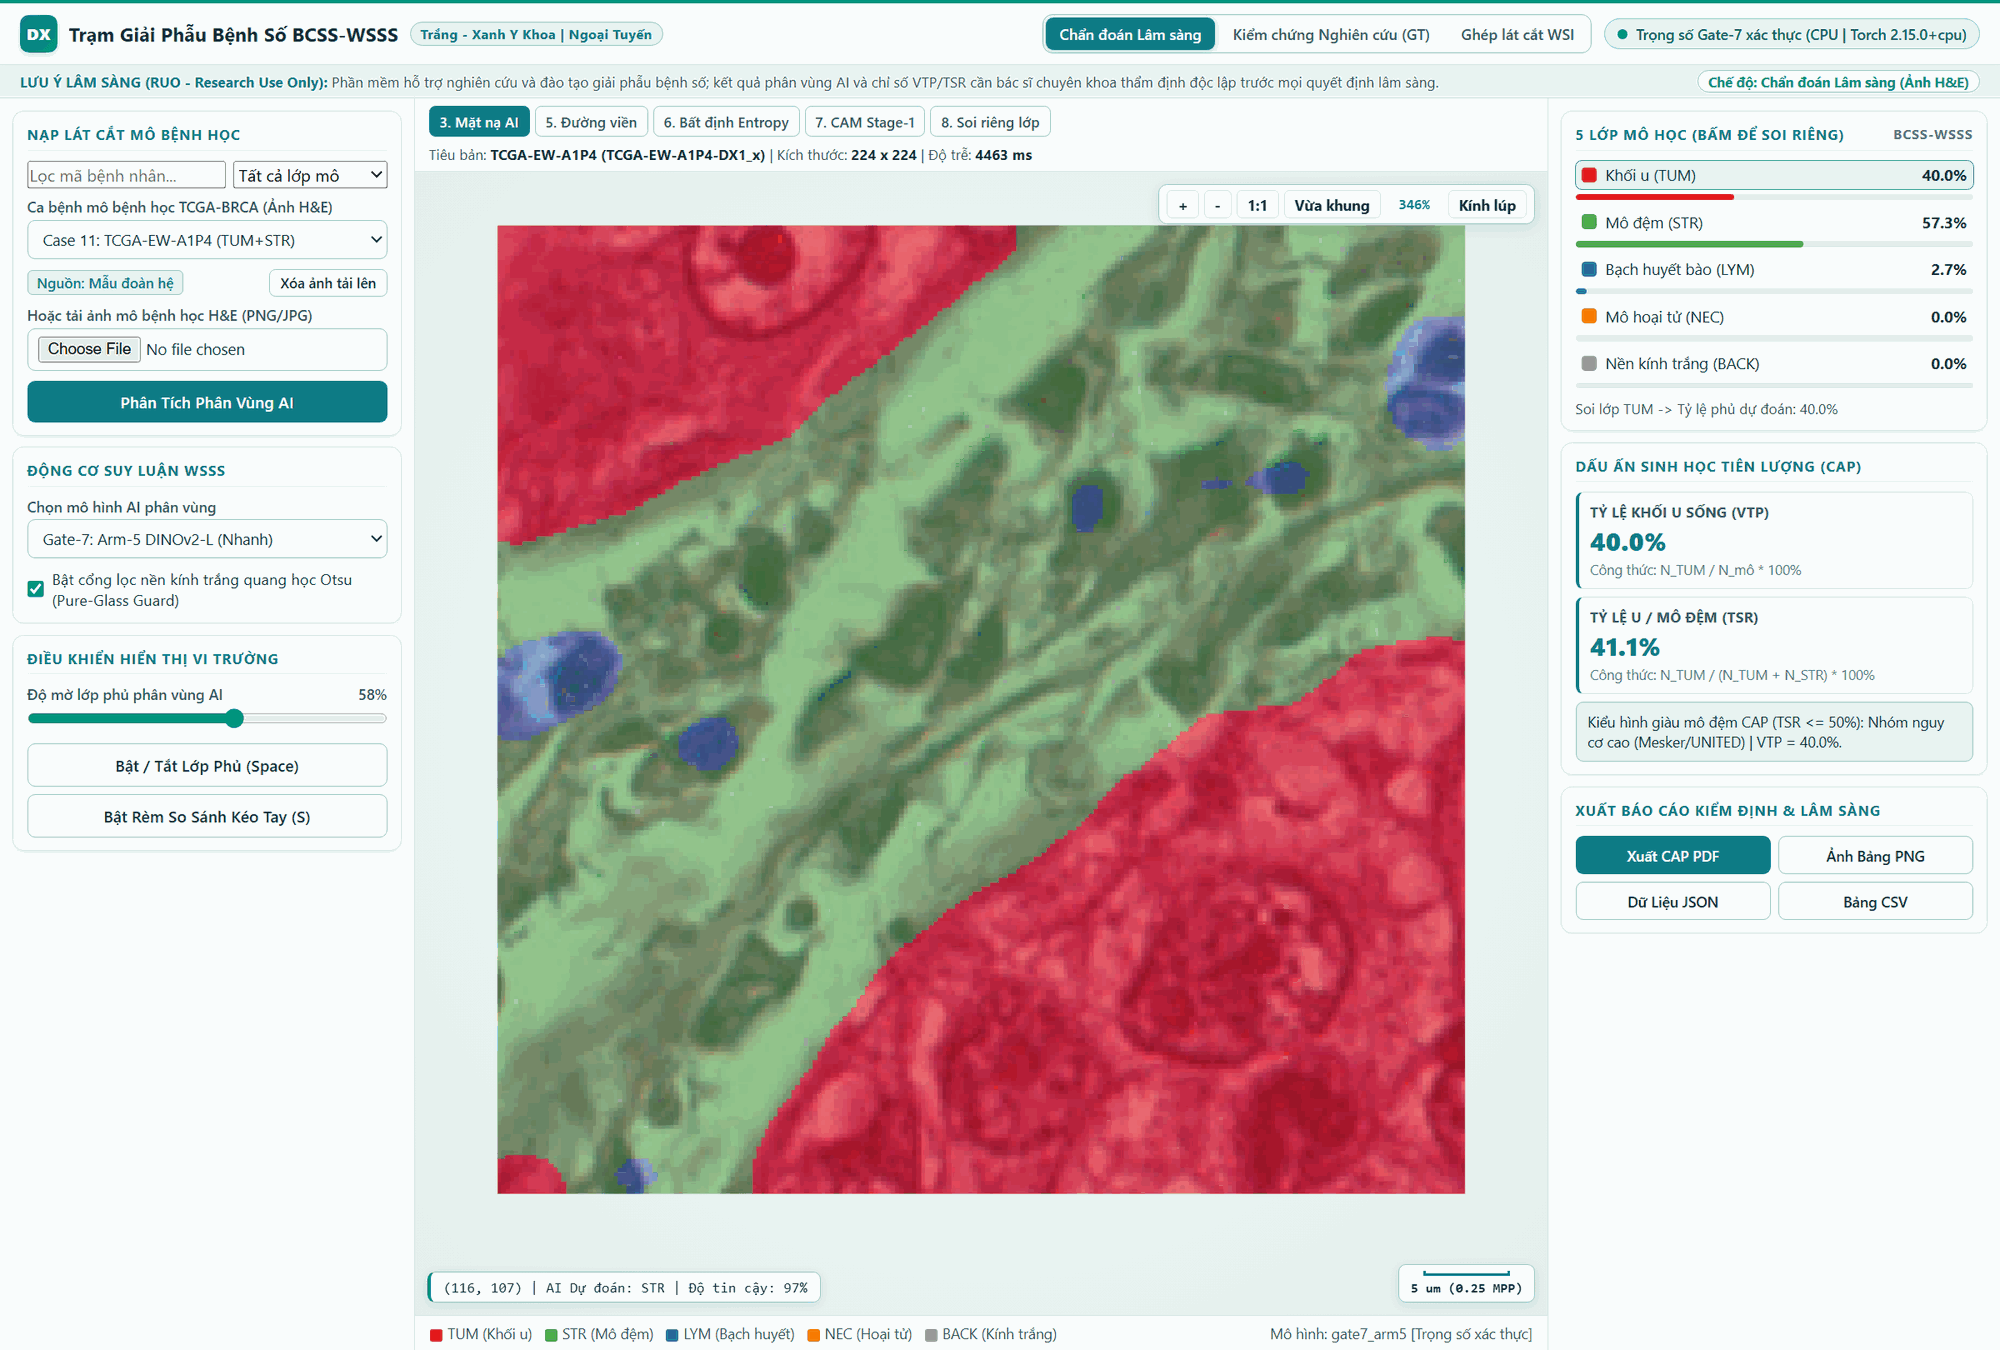 DX Trạm Giải Phẫu Bệnh Số BCSS-WSSS Trắng - Xanh Y Khoa | Ngoại Tuyến Chẩn đoán Lâm sàng Kiểm chứng Nghiên cứu (GT) Ghép lát cắt WSI Trọng số Gate-7 xác thực (CPU | Torch 2.15.0+cpu)
LƯU Ý LÂM SÀNG (RUO - Research Use Only): Phần mềm hỗ trợ nghiên cứu và đào tạo giải phẫu bệnh số; kết quả phân vùng AI và chỉ số VTP/TSR cần bác sĩ chuyên khoa thẩm định độc lập trước mọi quyết định lâm sàng. Chế độ: Chẩn đoán Lâm sàng (Ảnh H&E)
NẠP LÁT CẮT MÔ BỆNH HỌC
Lọc mã bệnh nhân... Tất cả lớp mô
Ca bệnh mô bệnh học TCGA-BRCA (Ảnh H&E)
Case 11: TCGA-EW-A1P4 (TUM+STR)
Nguồn: Mẫu đoàn hệ Xóa ảnh tải lên
Hoặc tải ảnh mô bệnh học H&E (PNG/JPG)
Choose File No file chosen
Phân Tích Phân Vùng AI
ĐỘNG CƠ SUY LUẬN WSSS
Chọn mô hình AI phân vùng
Gate-7: Arm-5 DINOv2-L (Nhanh)
Bật cổng lọc nền kính trắng quang học Otsu
(Pure-Glass Guard)
ĐIỀU KHIỂN HIỂN THỊ VI TRƯỜNG
Độ mờ lớp phủ phân vùng AI 58%
Bật / Tắt Lớp Phủ (Space)
Bật Rèm So Sánh Kéo Tay (S)
3. Mặt nạ AI 5. Đường viền 6. Bất định Entropy 7. CAM Stage-1 8. Soi riêng lớp
Tiêu bản: TCGA-EW-A1P4 (TCGA-EW-A1P4-DX1_x) | Kích thước: 224 x 224 | Độ trễ: 4463 ms
+ - 1:1 Vừa khung 346% Kính lúp
(116, 107) | AI Dự đoán: STR | Độ tin cậy: 97%
5 um (0.25 MPP)
TUM (Khối u) STR (Mô đệm) LYM (Bạch huyết) NEC (Hoại tử) BACK (Kính trắng) Mô hình: gate7_arm5 [Trọng số xác thực]
5 LỚP MÔ HỌC (BẤM ĐỂ SOI RIÊNG) BCSS-WSSS
Khối u (TUM) 40.0%
Mô đệm (STR) 57.3%
Bạch huyết bào (LYM) 2.7%
Mô hoại tử (NEC) 0.0%
Nền kính trắng (BACK) 0.0%
Soi lớp TUM -> Tỷ lệ phủ dự đoán: 40.0%
DẤU ẤN SINH HỌC TIÊN LƯỢNG (CAP)
TỶ LỆ KHỐI U SỐNG (VTP)
40.0%
Công thức: N_TUM / N_mô * 100%
TỶ LỆ U / MÔ ĐỆM (TSR)
41.1%
Công thức: N_TUM / (N_TUM + N_STR) * 100%
Kiểu hình giàu mô đệm CAP (TSR <= 50%): Nhóm nguy
cơ cao (Mesker/UNITED) | VTP = 40.0%.
XUẤT BÁO CÁO KIỂM ĐỊNH & LÂM SÀNG
Xuất CAP PDF Ảnh Bảng PNG
Dữ Liệu JSON Bảng CSV